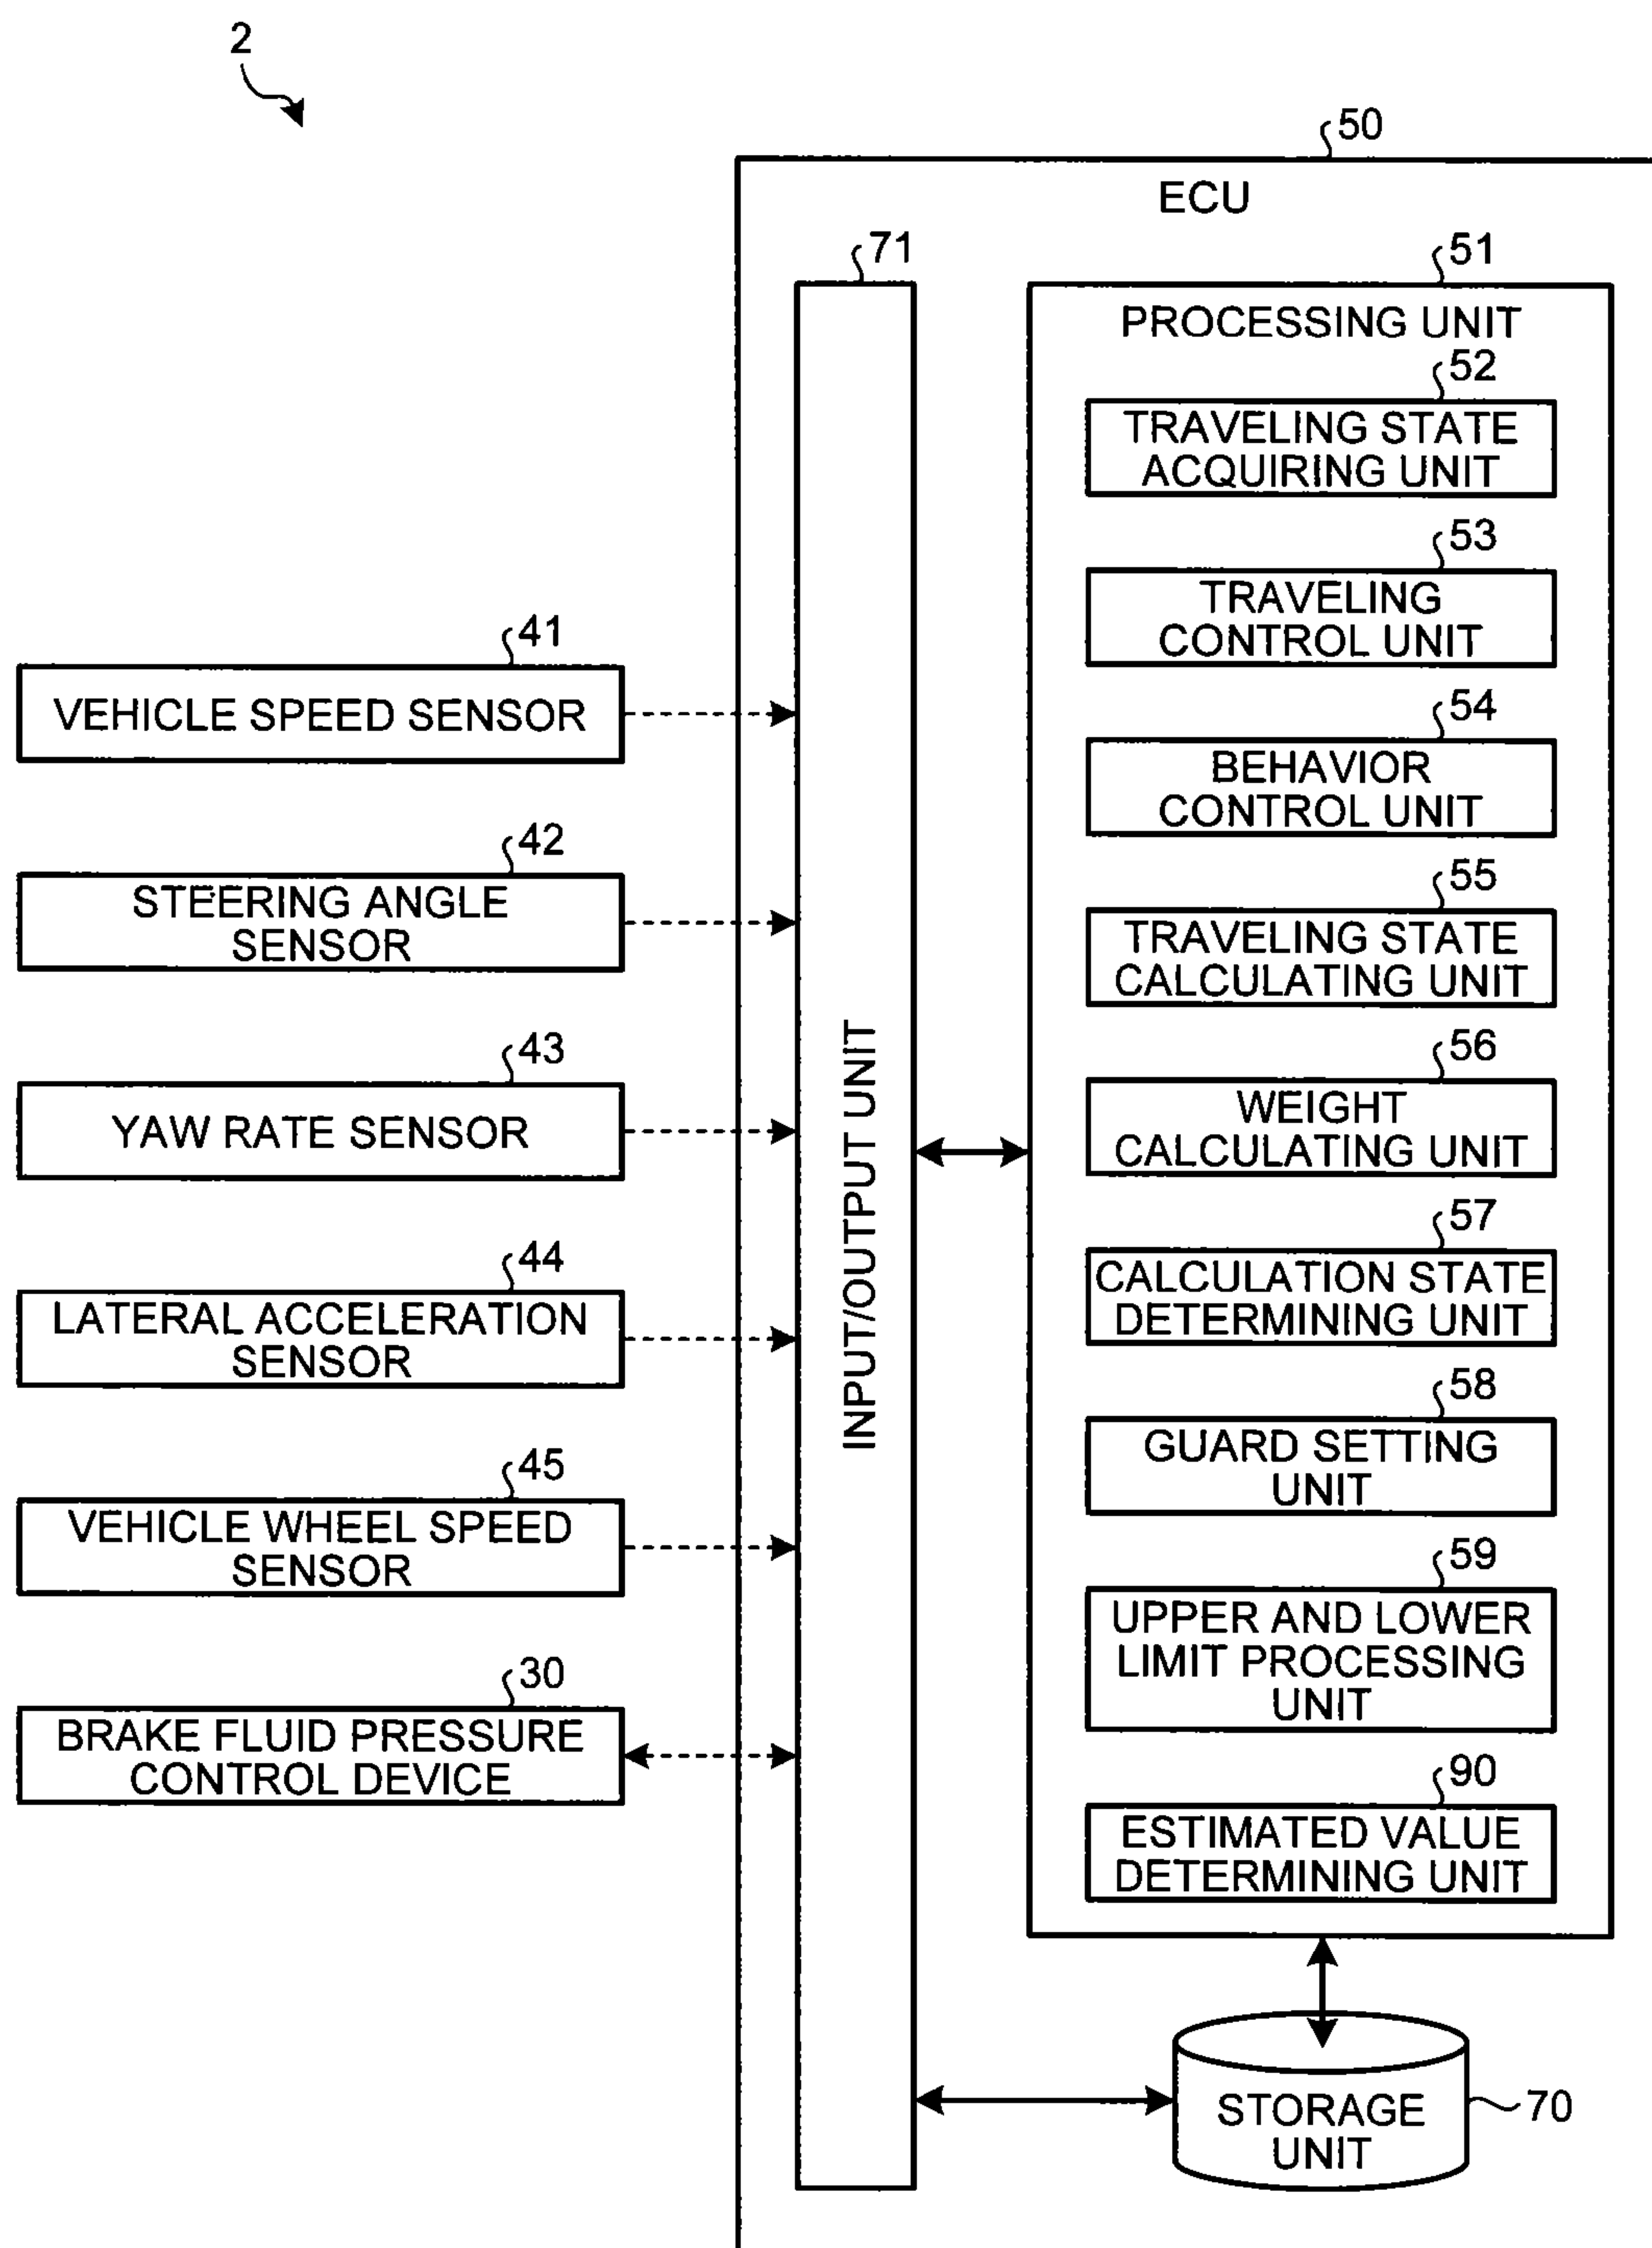 2
50
ECU
71
51
PROCESSING UNIT
52
TRAVELING STATE
ACQUIRING UNIT
53
TRAVELING
CONTROL UNIT
41
VEHICLE SPEED SENSOR
54
BEHAVIOR
CONTROL UNIT
42
STEERING ANGLE
SENSOR
55
TRAVELING STATE
CALCULATING UNIT
43
YAW RATE SENSOR
INPUT/OUTPUT UNIT
56
WEIGHT
CALCULATING UNIT
44
LATERAL ACCELERATION
SENSOR
57
CALCULATION STATE
DETERMINING UNIT
45
VEHICLE WHEEL SPEED
SENSOR
58
GUARD SETTING
UNIT
59
UPPER AND LOWER
LIMIT PROCESSING
UNIT
30
BRAKE FLUID PRESSURE
CONTROL DEVICE
90
ESTIMATED VALUE
DETERMINING UNIT
STORAGE
UNIT
70